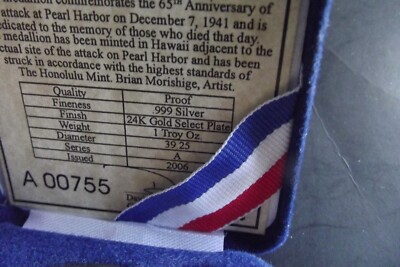 commemorates the 65th Anniversary of
attack at Pearl Harbor on December 7, 1941 and is
dedicated to the memory of those who died that day.
medallion has been minted in Hawaii adjacent to the
actual site of the attack on Pearl Harbor and has been
struck in accordance with the highest standards of
The Honolulu Mint. Brian Morishige, Artist.
Quality Proof
Fineness 999 Silver
Finish 24K Gold Select Plate
Weight 1 Troy Oz.
Diameter 39.25
Series A
Issued 2006
A 00755